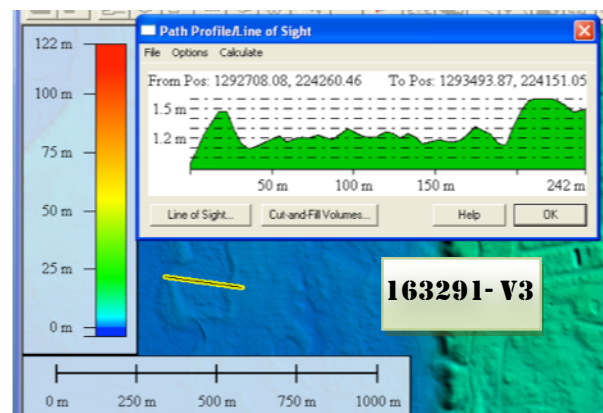 122 m
100 m
75 m
50 m
25 m
0 m
Path Profile/Line of Sight
File Options Calculate
From Pos: 1292708.08, 224260.46 To Pos: 1293493.87, 224151.05
1.5 m
1.2 m
50 m 100 m 150 m 242 m
Line of Sight... Cut-and-Fill Volumes... Help OK
163291- V3
0 m 250 m 500 m 750 m 1000 m